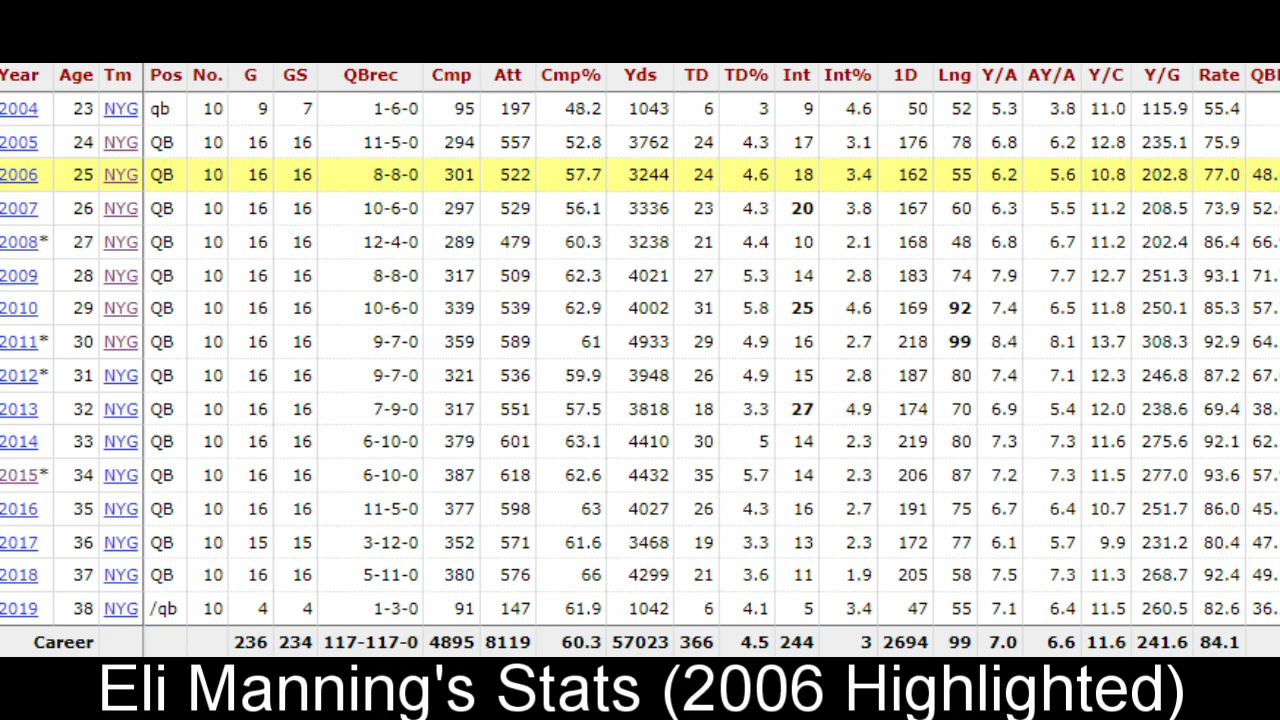 Year Age Tm Pos No. G GS QBrec Cmp Att Cmp% Yds TD TD% Int Int% 1D Lng Y/A AY/A Y/C Y/G Rate
2004 23 NYG qb 10 9 7 1-6-0 95 197 48.2 1043 6 3 9 4.6 50 52 5.3 3.8 11.0 115.9 55.4
2005 24 NYG QB 10 16 16 11-5-0 294 557 52.8 3762 24 4.3 17 3.1 176 78 6.8 6.2 12.8 235.1 75.9
2006 25 NYG QB 10 16 16 8-8-0 301 522 57.7 3244 24 4.6 18 3.4 162 55 6.2 5.6 10.8 202.8 77.0 48.
2007 26 NYG QB 10 16 16 10-6-0 297 529 56.1 3336 23 4.3 20 3.8 167 60 6.3 5.5 11.2 208.5 73.9 52.
2008* 27 NYG QB 10 16 16 12-4-0 289 479 60.3 3238 21 4.4 10 2.1 168 48 6.8 6.7 11.2 202.4 86.4 66.
2009 28 NYG QB 10 16 16 8-8-0 317 509 62.3 4021 27 5.3 14 2.8 183 74 7.9 7.7 12.7 251.3 93.1 71.
2010 29 NYG QB 10 16 16 10-6-0 339 539 62.9 4002 31 5.8 25 4.6 169 92 7.4 6.5 11.8 250.1 85.3 57.
2011* 30 NYG QB 10 16 16 9-7-0 359 589 61 4933 29 4.9 16 2.7 218 99 8.4 8.1 13.7 308.3 92.9 64.
2012* 31 NYG QB 10 16 16 9-7-0 321 536 59.9 3948 26 4.9 15 2.8 187 80 7.4 7.1 12.3 246.8 87.2 67.
2013 32 NYG QB 10 16 16 7-9-0 317 551 57.5 3818 18 3.3 27 4.9 174 70 6.9 5.4 12.0 238.6 69.4 38.
2014 33 NYG QB 10 16 16 6-10-0 379 601 63.1 4410 30 5 14 2.3 219 80 7.3 7.3 11.6 275.6 92.1 62.
2015* 34 NYG QB 10 16 16 6-10-0 387 618 62.6 4432 35 5.7 14 2.3 206 87 7.2 7.3 11.5 277.0 93.6 57.
2016 35 NYG QB 10 16 16 11-5-0 377 598 63 4027 26 4.3 16 2.7 191 75 6.7 6.4 10.7 251.7 86.0 45.
2017 36 NYG QB 10 15 15 3-12-0 352 571 61.6 3468 19 3.3 13 2.3 172 77 6.1 5.7 9.9 231.2 80.4 47.
2018 37 NYG QB 10 16 16 5-11-0 380 576 66 4299 21 3.6 11 1.9 205 58 7.5 7.3 11.3 268.7 92.4 49.
2019 38 NYG /qb 10 4 4 1-3-0 91 147 61.9 1042 6 4.1 5 3.4 47 55 7.1 6.4 11.5 260.5 82.6 36.
Career 236 234 117-117-0 4895 8119 60.3 57023 366 4.5 244 3 2694 99 7.0 6.6 11.6 241.6 84.1
Eli Manning's Stats (2006 Highlighted)